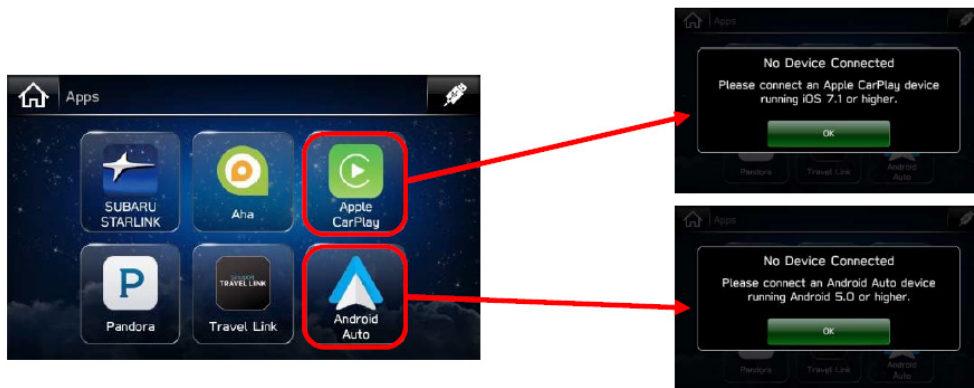 Apps
SUBARU
STARLINK
Aha
Apple
CarPlay
Pandora
TRAVEL LINK
Travel Link
Android
Auto
Apps
No Device Connected
Please connect an Apple CarPlay device
running iOS 7.1 or higher.
OK
Pandora
Travel Link
Android
Auto
Apps
No Device Connected
Please connect an Android Auto device
running Android 5.0 or higher.
OK
Pandora
Travel Link
Android
Auto